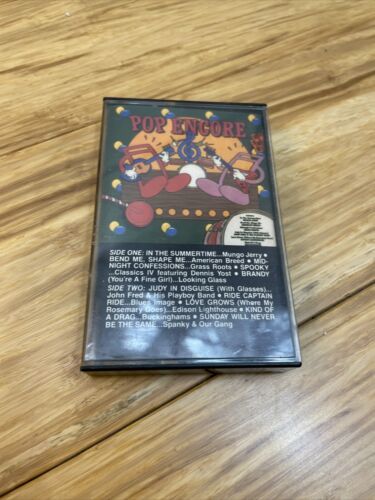 POP ENCORE
SIDE ONE: IN THE SUMMERTIME...Mungo Jerry •
BEND ME, SHAPE ME...American Breed • MID-
NIGHT CONFESSIONS...Grass Roots • SPOOKY
...Classics IV featuring Dennis Yost • BRANDY
(You're A Fine Girl)...Looking Glass
SIDE TWO: JUDY IN DISGUISE (With Glasses)...
John Fred & His Playboy Band • RIDE CAPTAIN
RIDE...Blues Image • LOVE GROWS (Where My
Rosemary Goes)...Edison Lighthouse • KIND OF
A DRAG...Buckinghams • SUNDAY WILL NEVER
BE THE SAME...Spanky & Our Gang